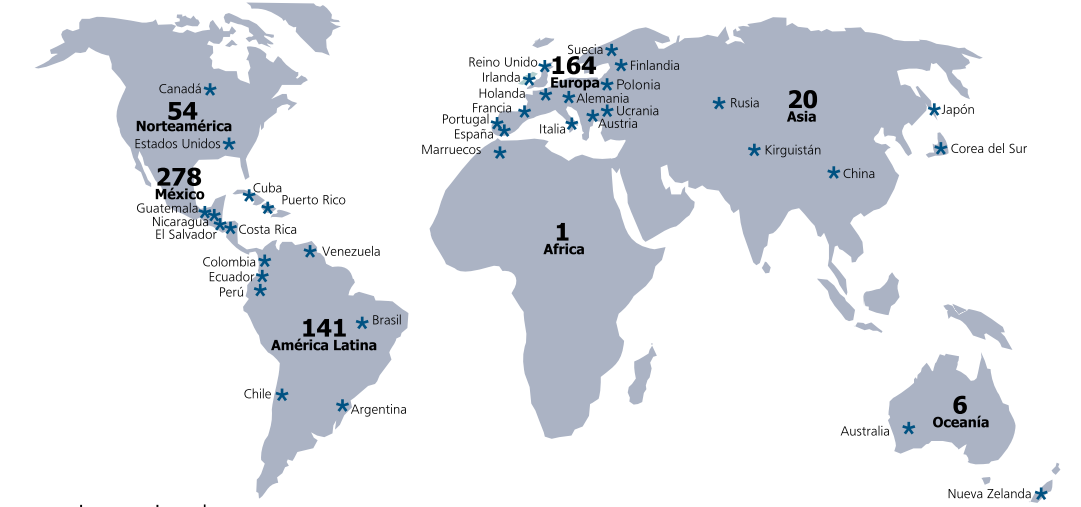 Canadá
54
Norteamérica
Estados Unidos
278
México
Cuba
Puerto Rico
Guatemala
Nicaragua
El Salvador
Costa Rica
Venezuela
Colombia
Ecuador
Perú
141
América Latina
Brasil
Chile
Argentina
Suecia
Reino Unido
164
Europa
Finlandia
Irlanda
Polonia
Holanda
Alemania
Francia
Ucrania
Portugal
Austria
España
Italia
Marruecos
1
Africa
20
Asia
Rusia
Japón
Kirguistán
Corea del Sur
China
6
Oceanía
Australia
Nueva Zelanda